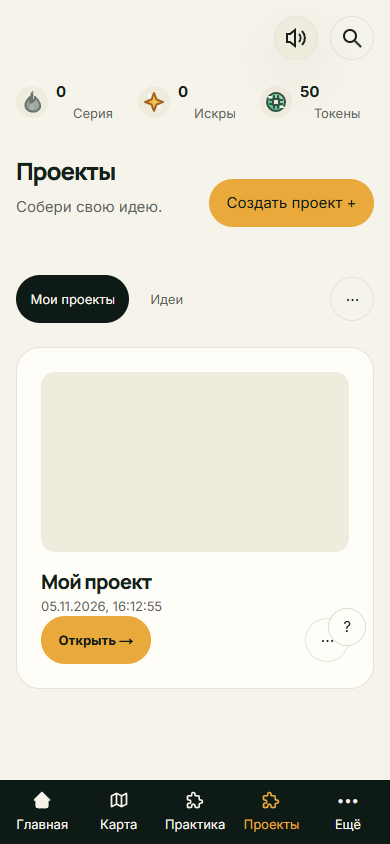 0
Серия
0
Искры
50
Токены
Проекты
Собери свою идею.
Создать проект +
Мои проекты
Идеи
...
Мой проект
05.11.2026, 16:12:55
Открыть →
...
?
Главная
Карта
Практика
Проекты
Ещё